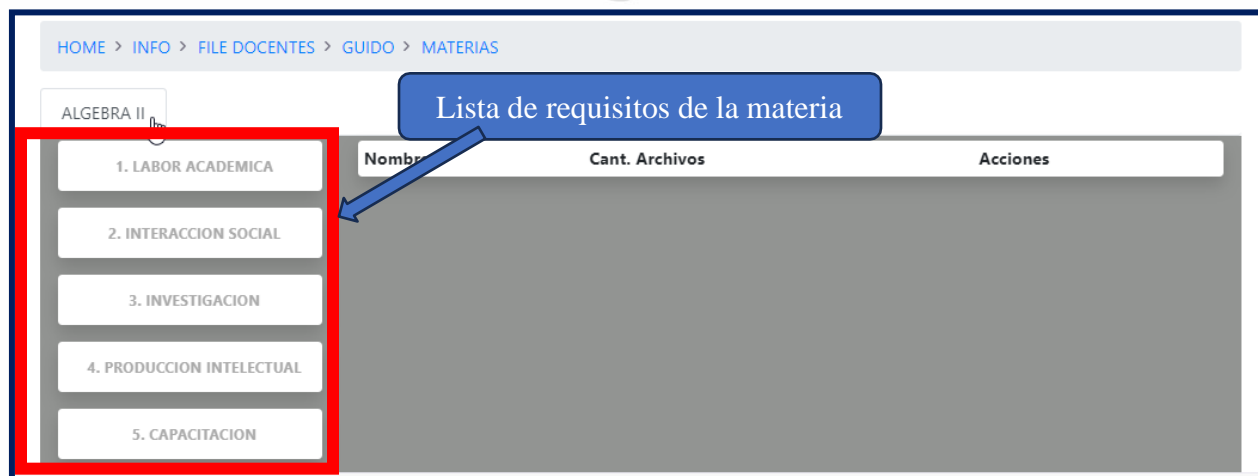 HOME > INFO > FILE DOCENTES > GUIDO > MATERIAS
ALGEBRA II
Lista de requisitos de la materia
1. LABOR ACADEMICA
2. INTERACCION SOCIAL
3. INVESTIGACION
4. PRODUCCION INTELECTUAL
5. CAPACITACION
Nombre Cant. Archivos Acciones